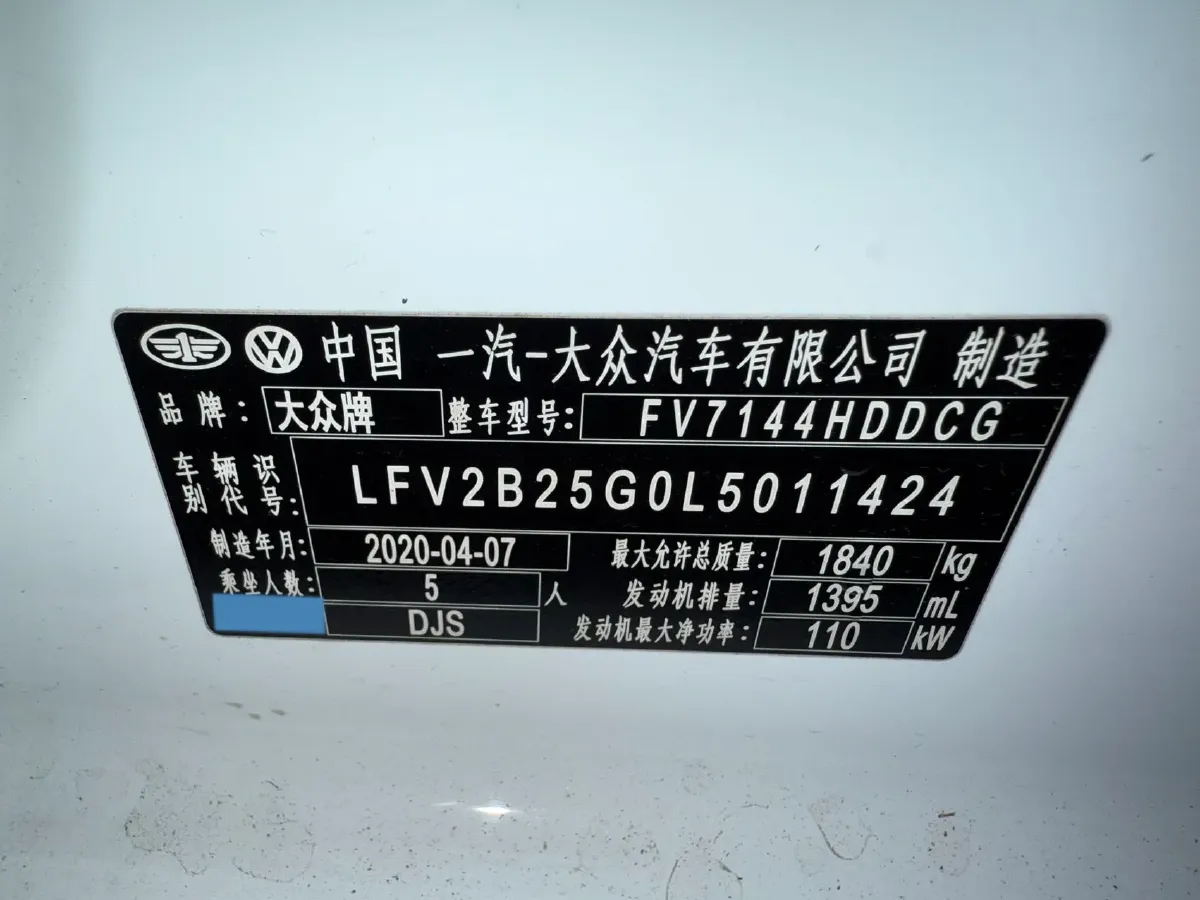 中国 一汽-大众汽车有限公司 制造
品牌: 大众牌 整车型号: FV7144HDDCG
车辆识别代号: LFV2B25G0L5011424
制造年月: 2020-04-07 最大允许总质量: 1840 kg
乘坐人数: 5 人 发动机排量: 1395 mL
DJS 发动机最大净功率: 110 kW